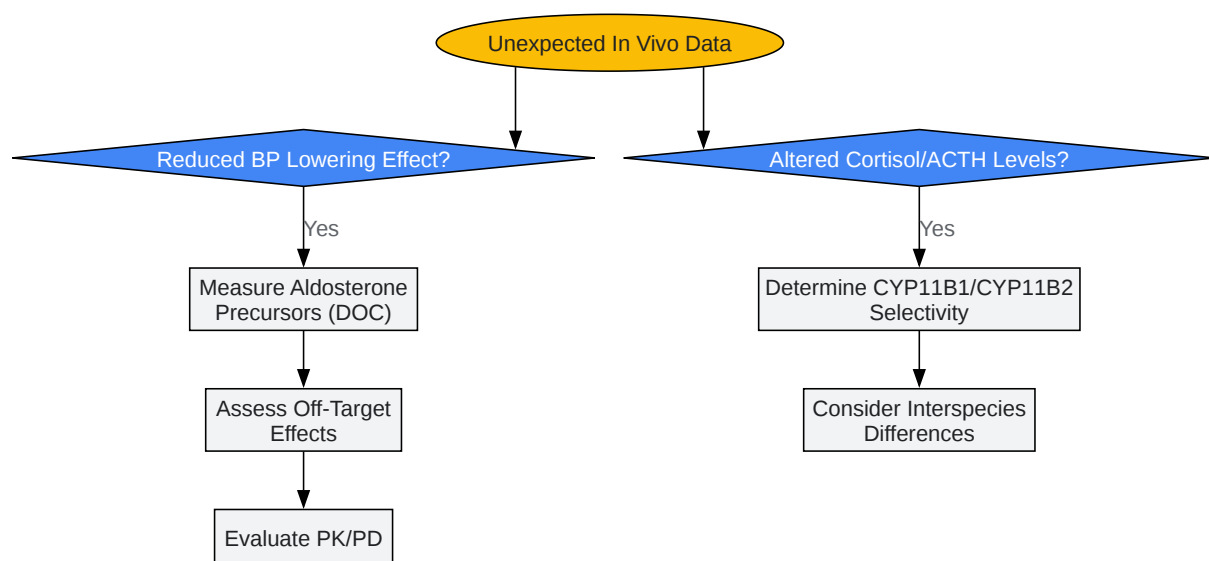 Unexpected In Vivo Data
Reduced BP Lowering Effect?
Altered Cortisol/ACTH Levels?
Yes
Yes
Measure Aldosterone
Precursors (DOC)
Determine CYP11B1/CYP11B2
Selectivity
Assess Off-Target
Effects
Consider Interspecies
Differences
Evaluate PK/PD